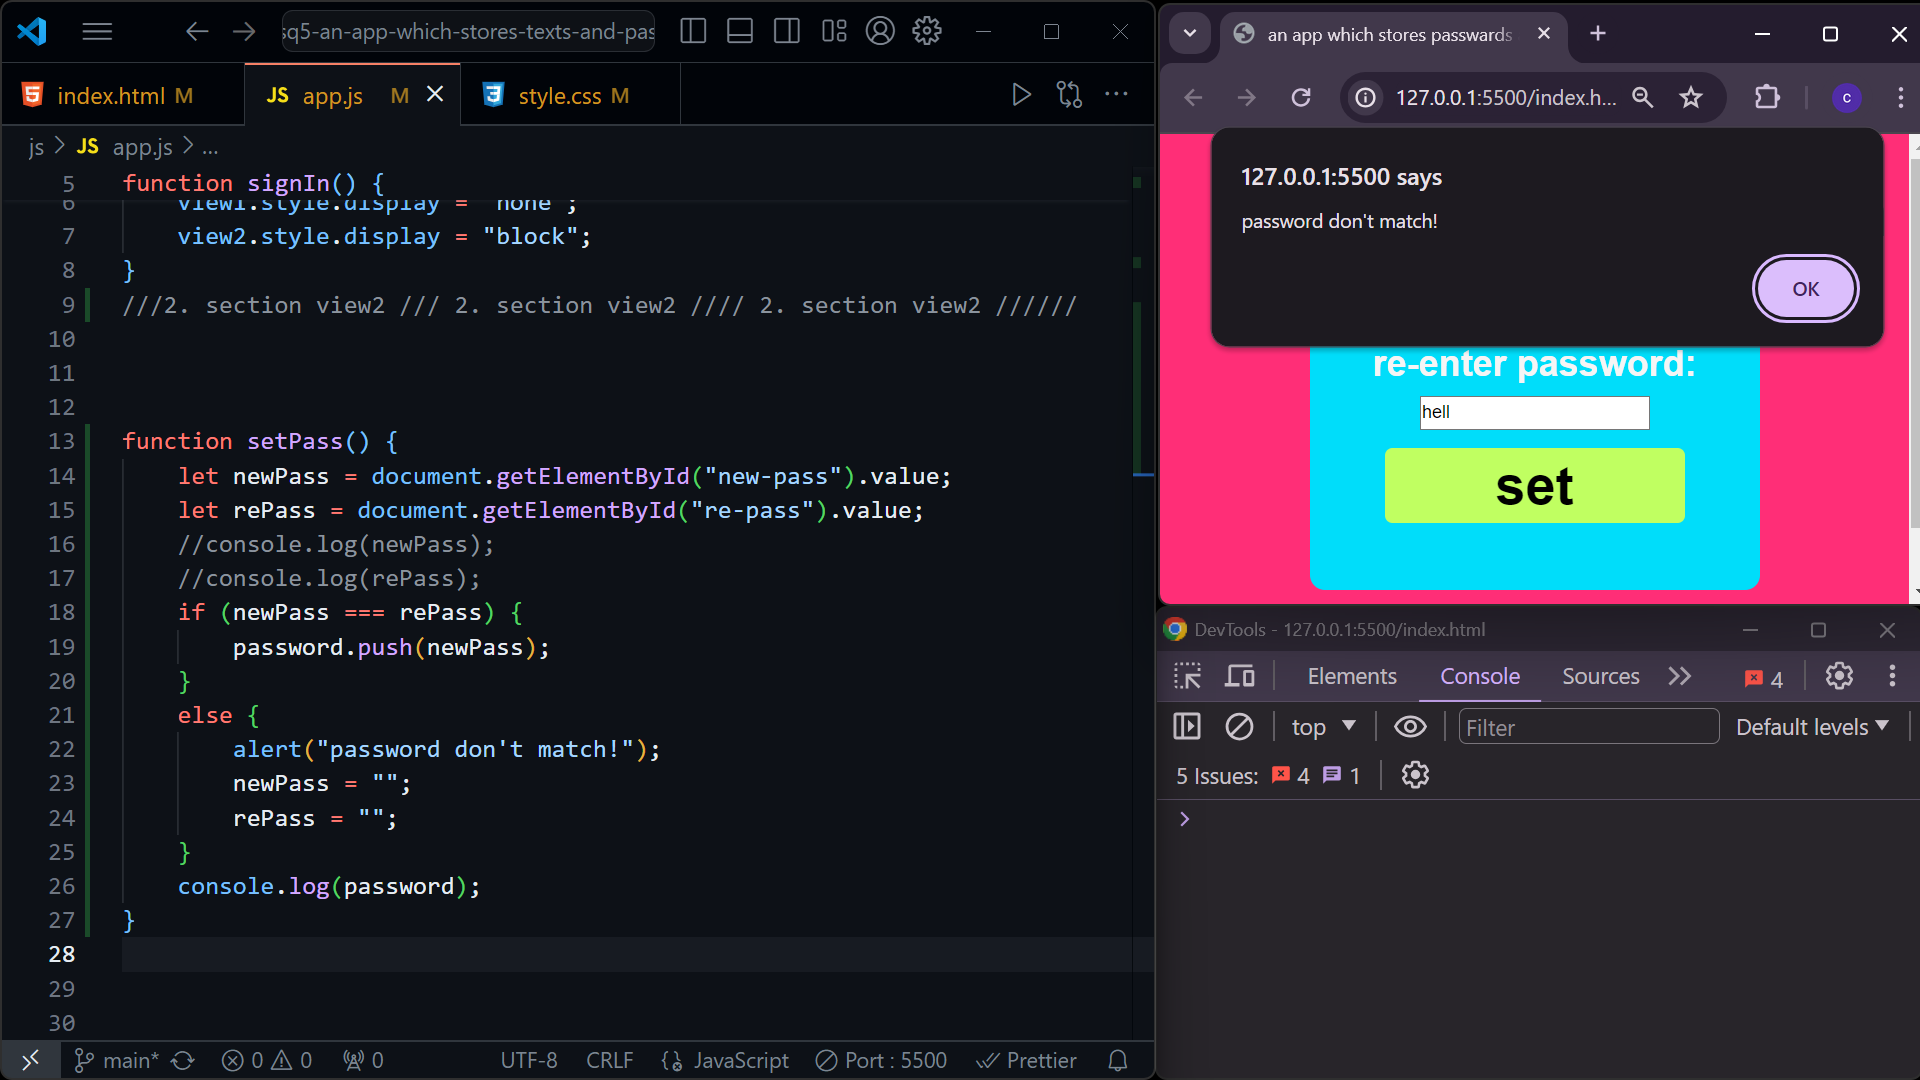 sq5-an-app-which-stores-texts-and-pas
index.html M
JS app.js M
style.css M
js > JS app.js > ...
5 function signIn() {
6 view1.style.display = "none";
7 view2.style.display = "block";
8 }
9 ///2. section view2 /// 2. section view2 //// 2. section view2 //////
10
11
12
13 function setPass() {
14 let newPass = document.getElementById("new-pass").value;
15 let rePass = document.getElementById("re-pass").value;
16 //console.log(newPass);
17 //console.log(rePass);
18 if (newPass === rePass) {
19 password.push(newPass);
20 }
21 else {
22 alert("password don't match!");
23 newPass = "";
24 rePass = "";
25 }
26 console.log(password);
27 }
28
29
30
main* 0 0 0 UTF-8 CRLF JavaScript Port : 5500 Prettier
an app which stores passwards
127.0.0.1:5500/index.h...
c
127.0.0.1:5500 says
password don't match!
OK
re-enter password:
hell
set
DevTools - 127.0.0.1:5500/index.html
Elements Console Sources 4
top Filter Default levels
5 Issues: 4 1